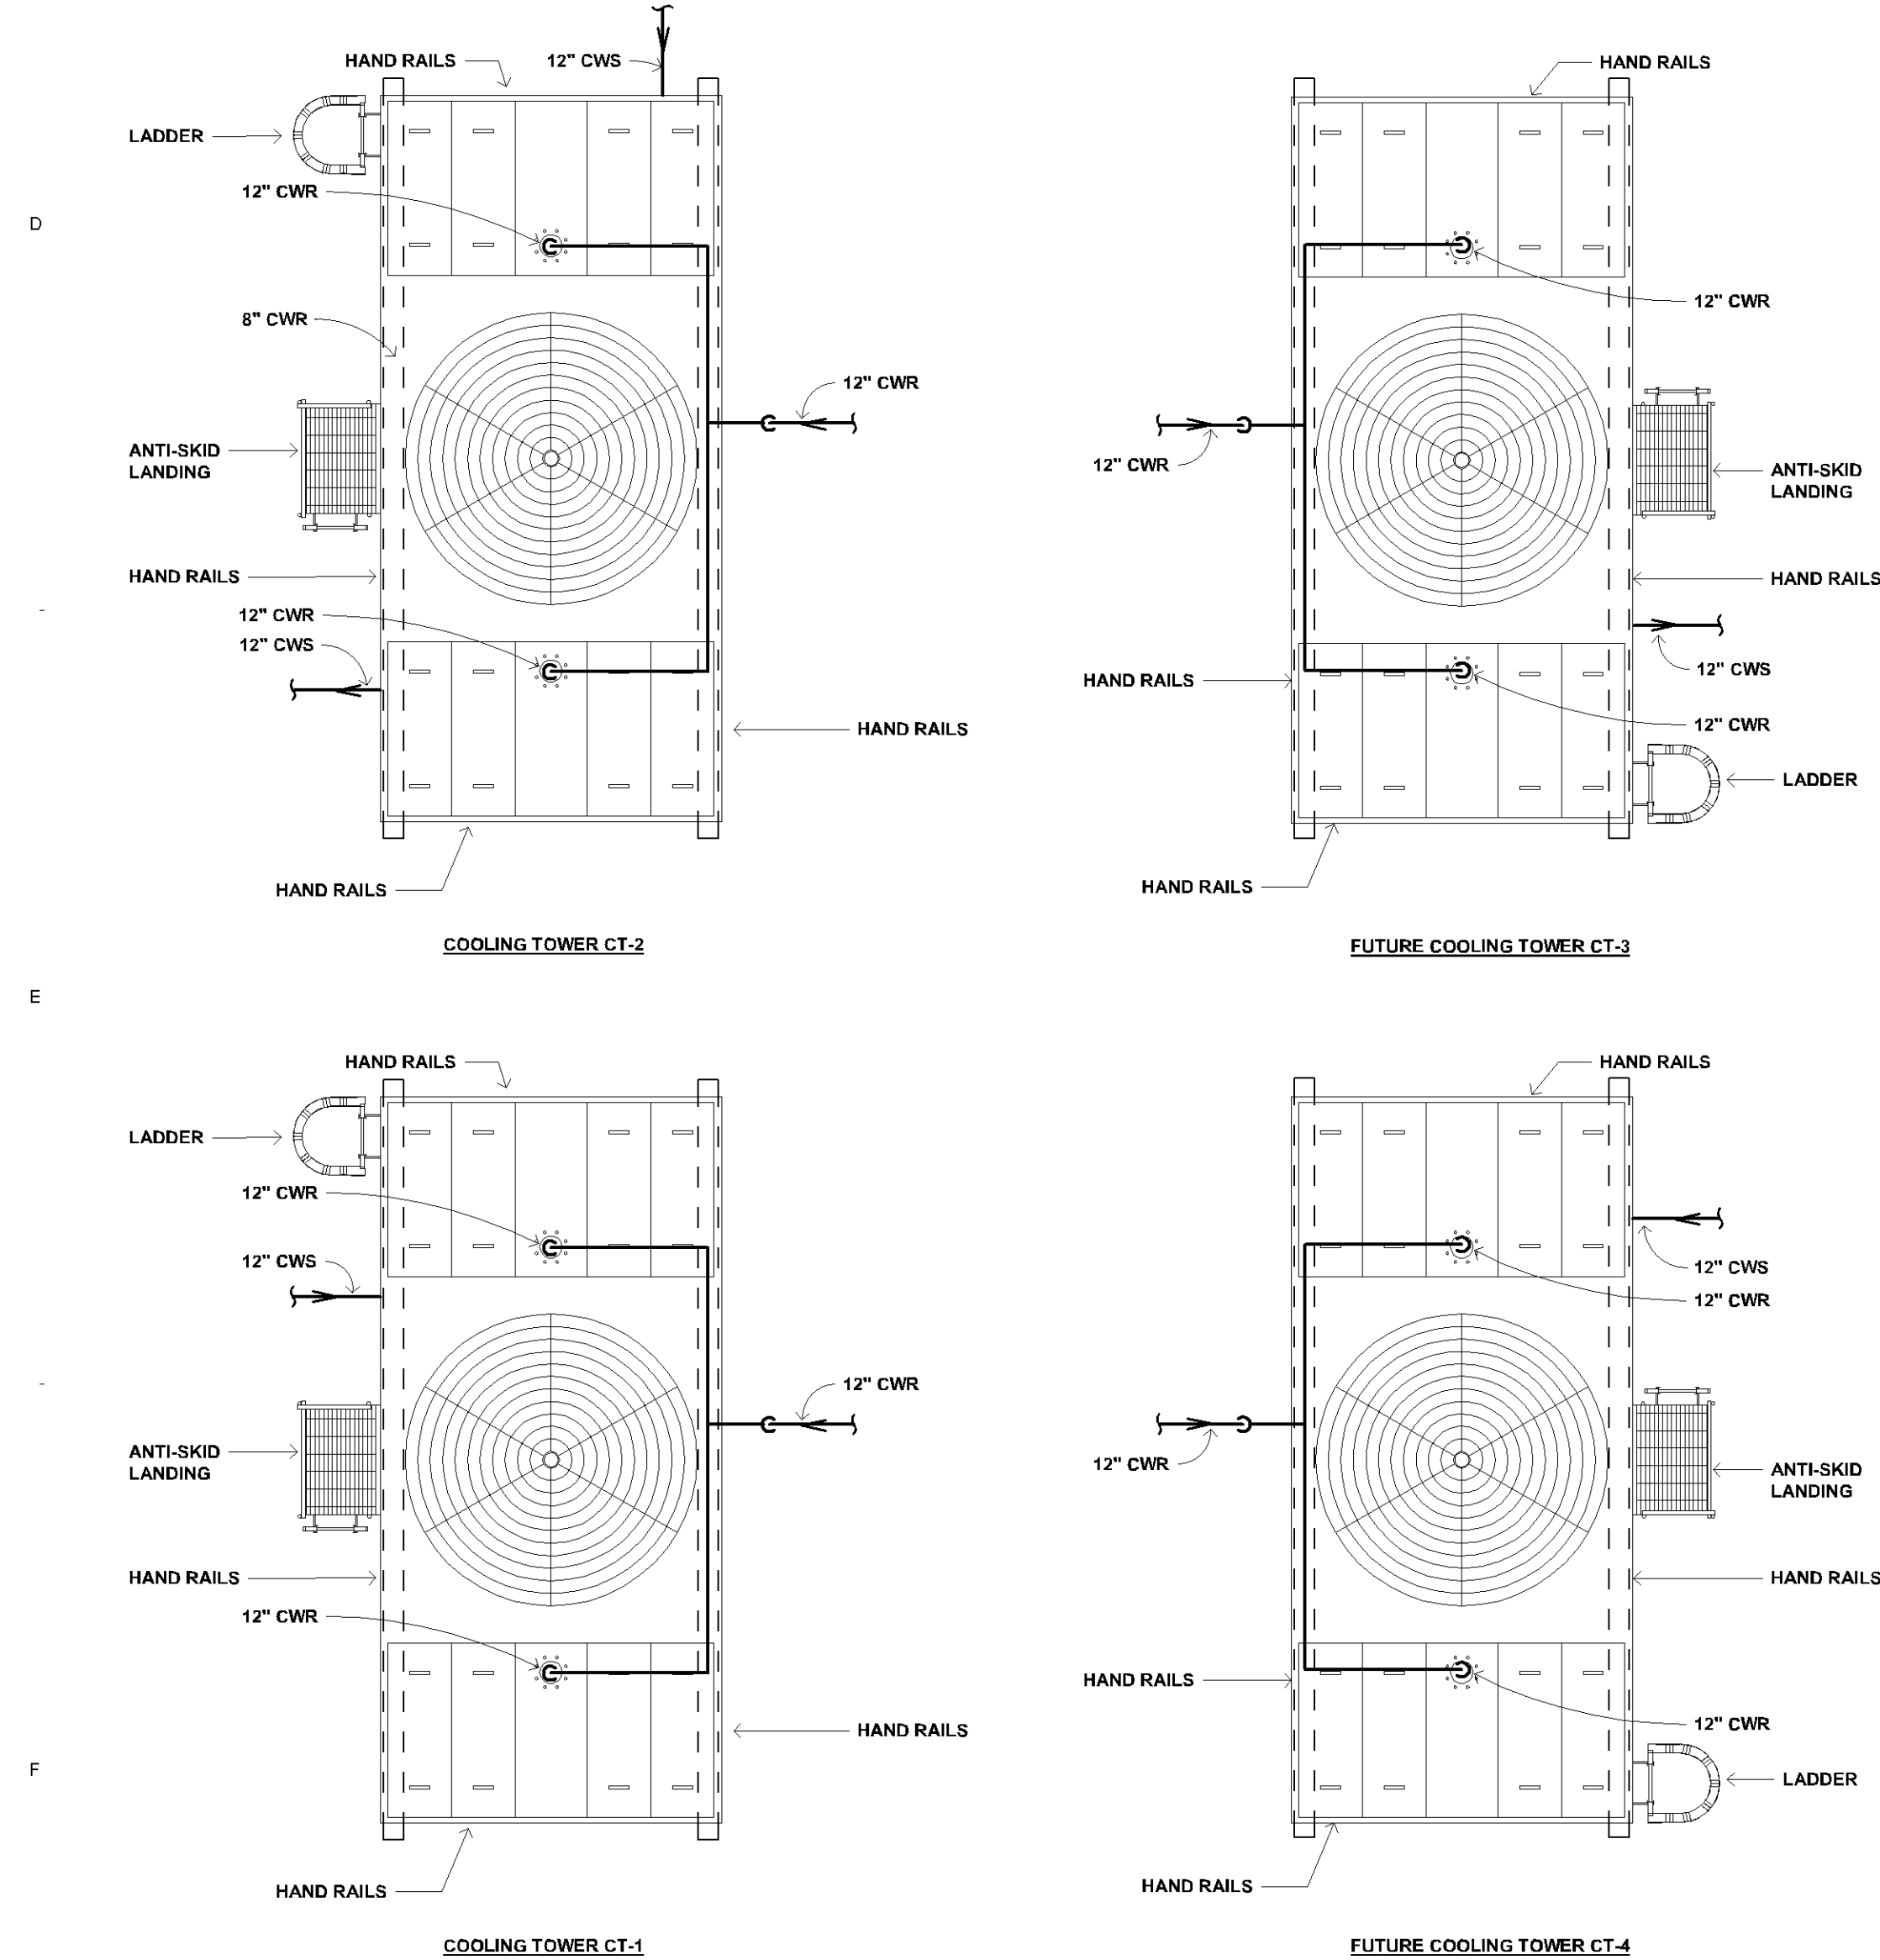 HAND RAILS
12" CWS
LADDER
12" CWR
D
8" CWR
12" CWR
ANTI-SKID
LANDING
HAND RAILS
12" CWR
12" CWS
HAND RAILS
HAND RAILS
COOLING TOWER CT-2
HAND RAILS
12" CWR
12" CWR
ANTI-SKID
LANDING
HAND RAILS
12" CWS
HAND RAILS
12" CWR
LADDER
HAND RAILS
FUTURE COOLING TOWER CT-3
E
HAND RAILS
LADDER
12" CWR
12" CWS
12" CWR
ANTI-SKID
LANDING
HAND RAILS
12" CWR
HAND RAILS
F
HAND RAILS
COOLING TOWER CT-1
HAND RAILS
12" CWS
12" CWR
12" CWR
ANTI-SKID
LANDING
HAND RAILS
HAND RAILS
12" CWR
LADDER
HAND RAILS
FUTURE COOLING TOWER CT-4